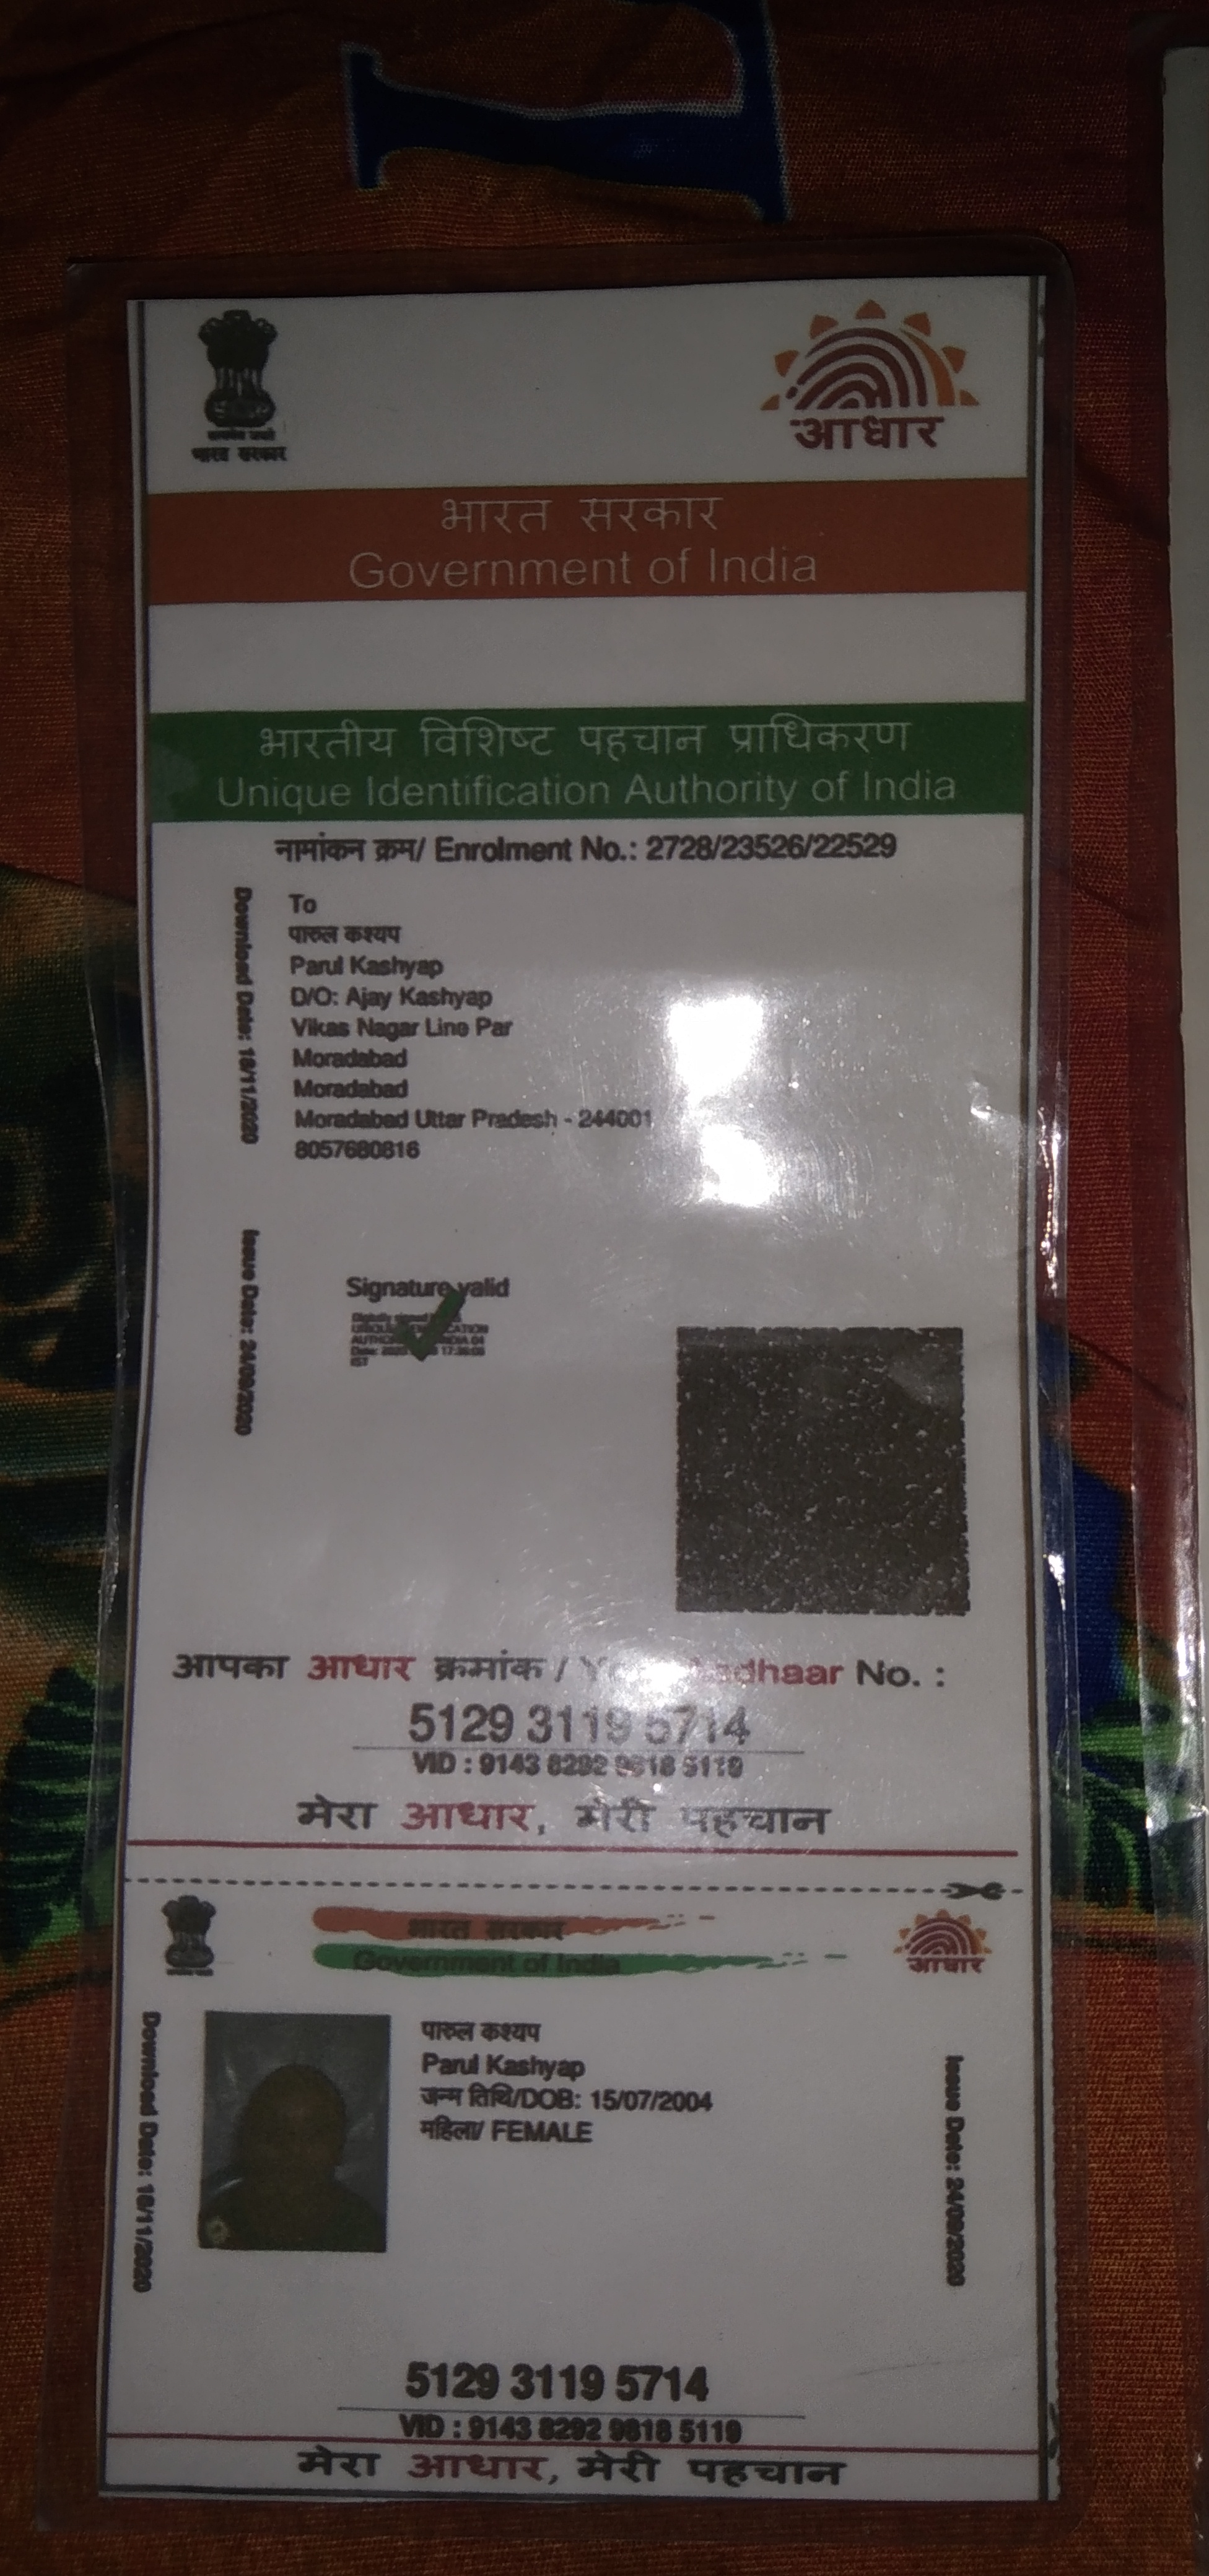 भारत सरकार
आधार
भारत सरकार
Government of India
भारतीय विशिष्ट पहचान प्राधिकरण
Unique Identification Authority of India
नामांकन क्रम/ Enrolment No.: 2728/23526/22529
To
पारुल कश्यप
Parul Kashyap
D/O: Ajay Kashyap
Vikas Nagar Line Par
Moradabad
Moradabad
Moradabad Uttar Pradesh - 244001
8057680816
Download Date: 18/11/2020
Issue Date: 24/09/2020
Signature valid
आपका आधार क्रमांक / Aadhaar No. :
5129 3119 5714
VID : 9143 8292 9818 5119
मेरा आधार, मेरी पहचान
भारत सरकार
Government of India
आधार
पारुल कश्यप
Parul Kashyap
जन्म तिथि/DOB: 15/07/2004
महिला/ FEMALE
Download Date: 18/11/2020
Issue Date: 24/09/2020
5129 3119 5714
VID : 9143 8292 9818 5119
मेरा आधार, मेरी पहचान